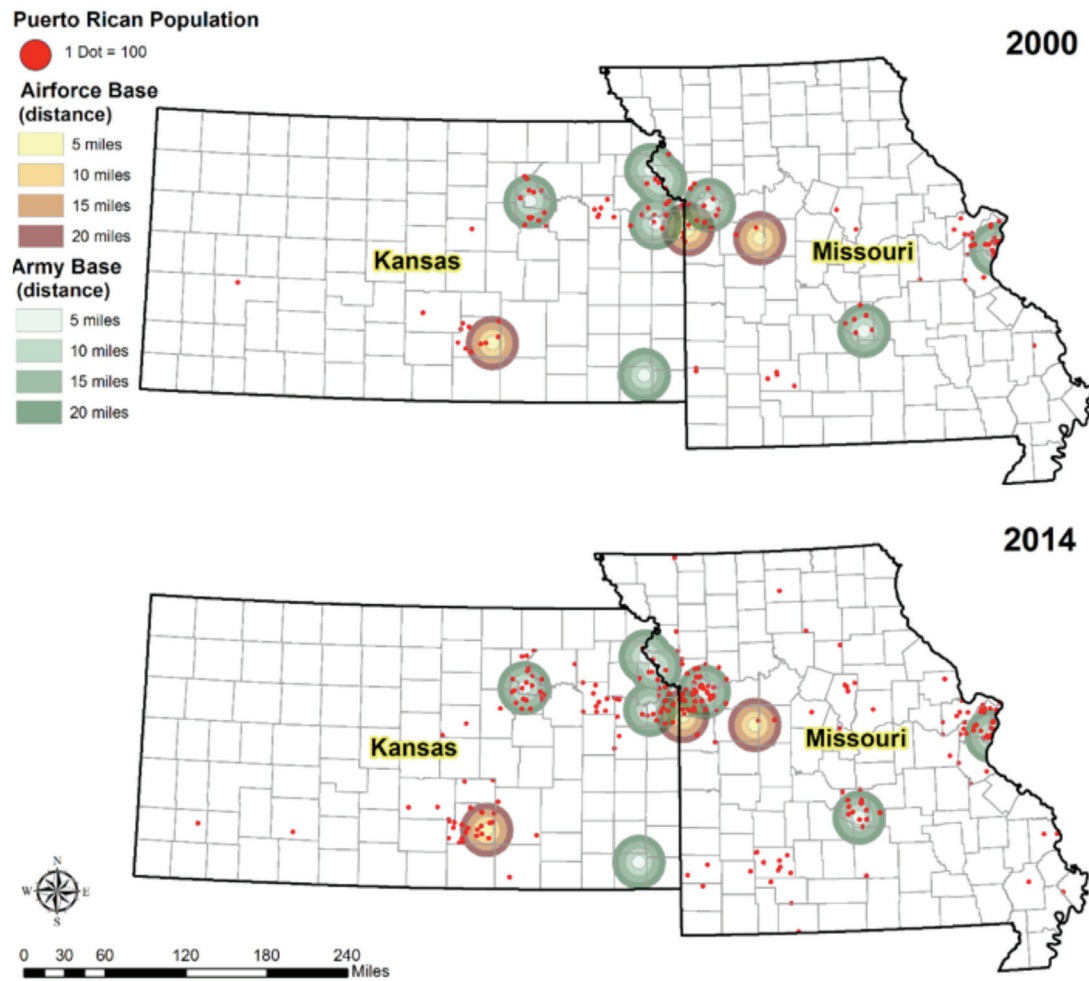 Puerto Rican Population
1 Dot = 100
2000
Airforce Base
(distance)
5 miles
10 miles
15 miles
20 miles
Army Base
(distance)
5 miles
10 miles
15 miles
20 miles
Kansas
Missouri
2014
Kansas
Missouri
N
W E
S
0 30 60 120 180 240
Miles